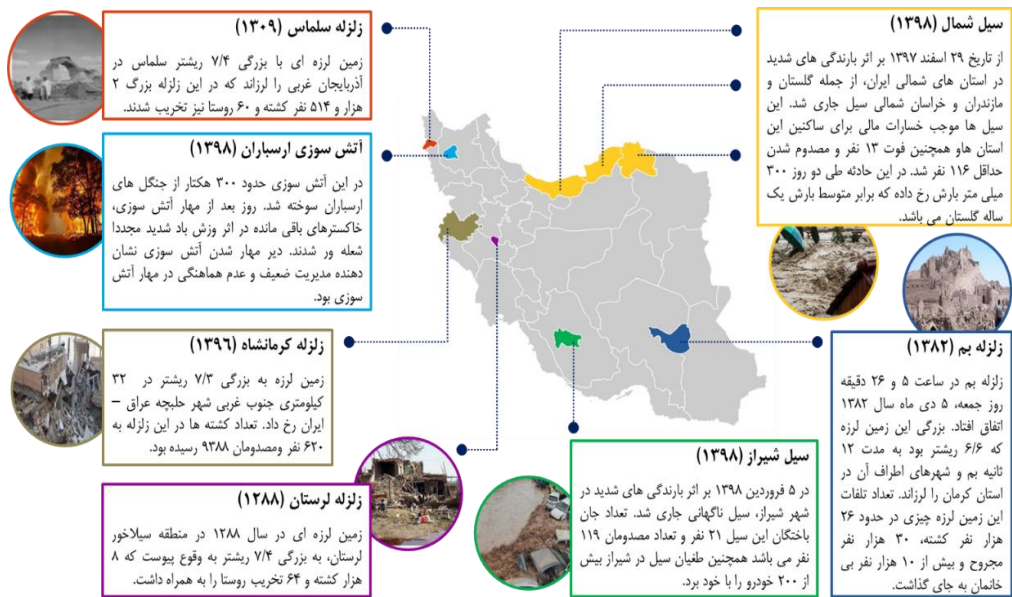 زلزله سلماس (۱۳۰۹)
زمین لرزه ای با بزرگی ۷/۴ ریشتر سلماس در
آذربایجان غربی را لرزاند که در این زلزله بزرگ ۲
هزار و ۵۱۴ نفر کشته و ۶۰ روستا نیز تخریب شدند.
سیل شمال (۱۳۹۸)
از تاریخ ۲۹ اسفند ۱۳۹۷ بر اثر بارندگی های شدید
در استان های شمالی ایران، از جمله گلستان و
مازندران و خراسان شمالی سیل جاری شد. این
سیل ها موجب خسارات مالی برای ساکنین این
استان هاو همچنین فوت ۱۳ نفر و مصدوم شدن
حداقل ۱۱۶ نفر شد. در این حادثه طی دو روز ۳۰۰
میلی متر بارش رخ داده که برابر متوسط بارش یک
ساله گلستان می باشد.
آتش سوزی ارسباران (۱۳۹۸)
در این آتش سوزی حدود ۳۰۰ هکتار از جنگل های
ارسباران سوخته شد. روز بعد از مهار آتش سوزی،
خاکسترهای باقی مانده در اثر وزش باد شدید مجددا
شعله ور شدند. دیر مهار شدن آتش سوزی نشان
دهنده مدیریت ضعیف و عدم هماهنگی در مهار آتش
سوزی بود.
زلزله کرمانشاه (۱۳۹۶)
زمین لرزه به بزرگی ۷/۳ ریشتر در ۳۲
کیلومتری جنوب غربی شهر حلبچه عراق –
ایران رخ داد. تعداد کشته ها در این زلزله به
۶۲۰ نفر ومصدومان ۹۳۸۸ رسیده بود.
زلزله بم (۱۳۸۲)
زلزله بم در ساعت ۵ و ۲۶ دقیقه
روز جمعه، ۵ دی ماه سال ۱۳۸۲
اتفاق افتاد. بزرگی این زمین لرزه
که ۶/۶ ریشتر بود به مدت ۱۲
ثانیه بم و شهرهای اطراف آن در
استان کرمان را لرزاند. تعداد تلفات
این زمین لرزه چیزی در حدود ۲۶
هزار نفر کشته، ۳۰ هزار نفر
مجروح و بیش از ۱۰ هزار نفر بی
خانمان به جای گذاشت.
سیل شیراز (۱۳۹۸)
در ۵ فروردین ۱۳۹۸ بر اثر بارندگی های شدید در
شهر شیراز، سیل ناگهانی جاری شد. تعداد جان
باختگان این سیل ۲۱ نفر و تعداد مصدومان ۱۱۹
نفر می باشد همچنین طغیان سیل در شیراز بیش
از ۲۰۰ خودرو را با خود برد.
زلزله لرستان (۱۲۸۸)
زمین لرزه ای در سال ۱۲۸۸ در منطقه سیلاخور
لرستان، به بزرگی ۷/۴ ریشتر به وقوع پیوست که ۸
هزار کشته و ۶۴ تخریب روستا را به همراه داشت.